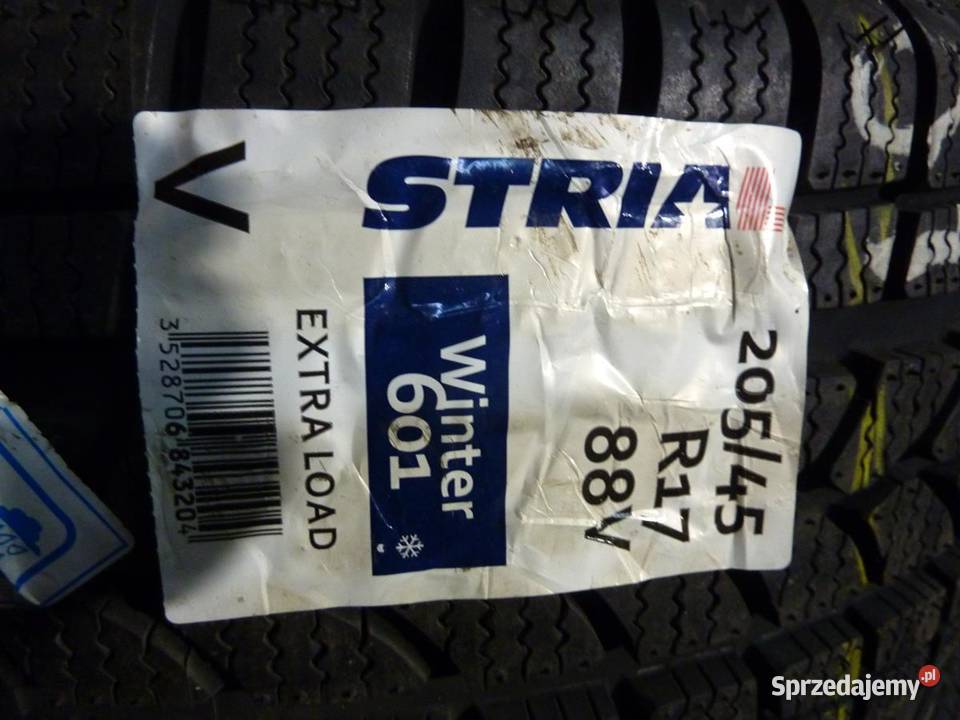 STRIAL
205/45
R17
88V
Winter
601
EXTRA LOAD
V
3528706843204
Sprzedajemy.pl